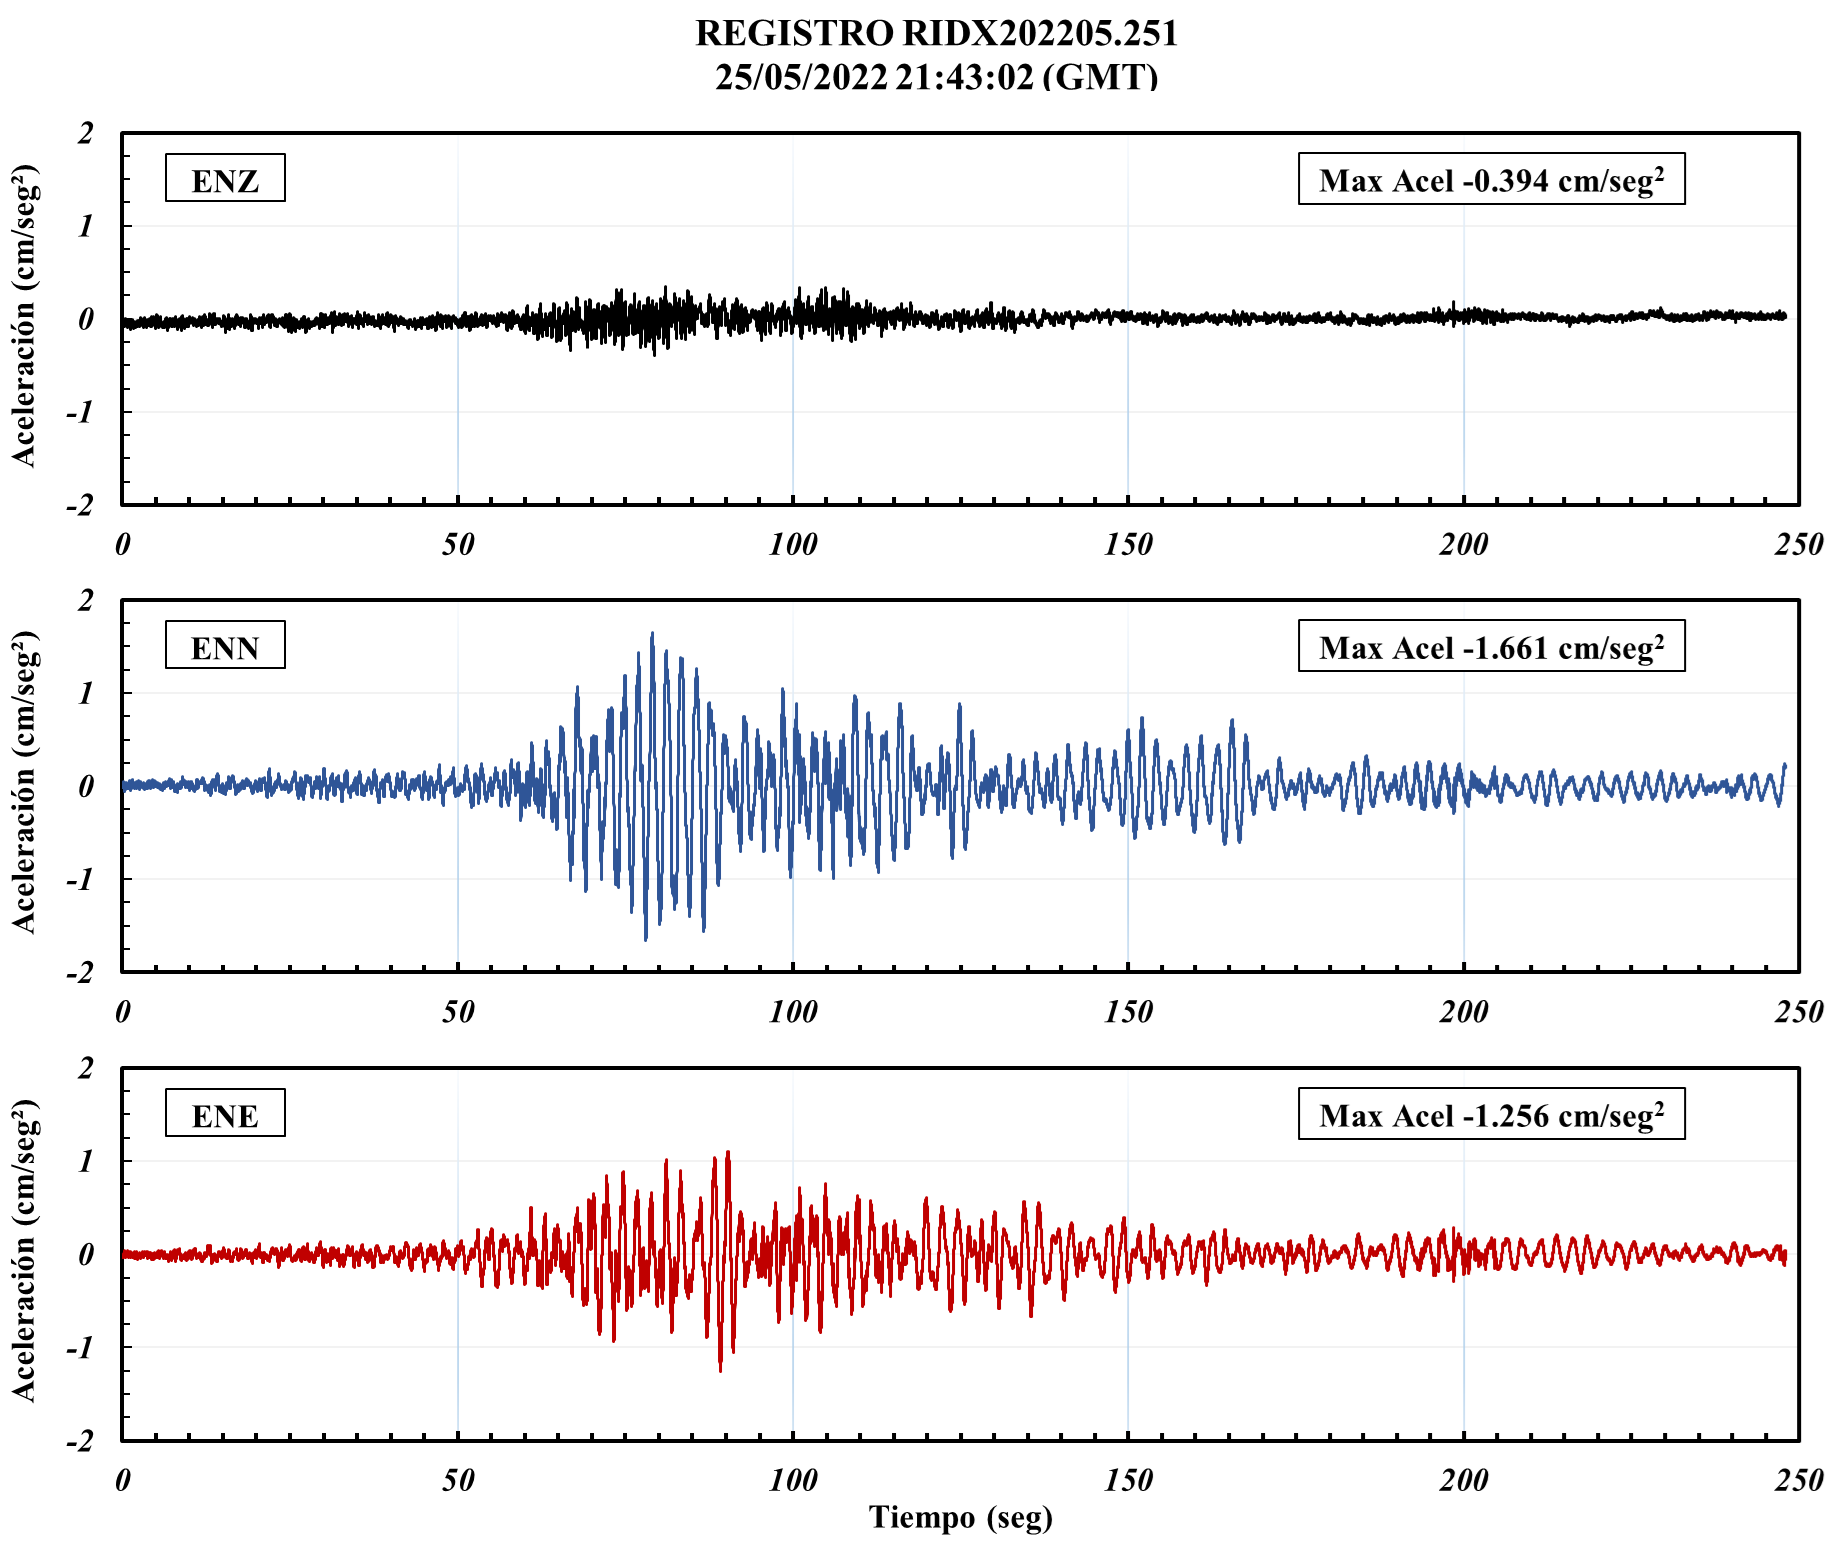 REGISTRO RIDX202205.251
25/05/2022 21:43:02 (GMT)
Aceleración (cm/seg²)
2
1
0
-1
-2
ENZ
Max Acel -0.394 cm/seg²
0 50 100 150 200 250
Aceleración (cm/seg²)
2
1
0
-1
-2
ENN
Max Acel -1.661 cm/seg²
0 50 100 150 200 250
Aceleración (cm/seg²)
2
1
0
-1
-2
ENE
Max Acel -1.256 cm/seg²
0 50 100 150 200 250
Tiempo (seg)